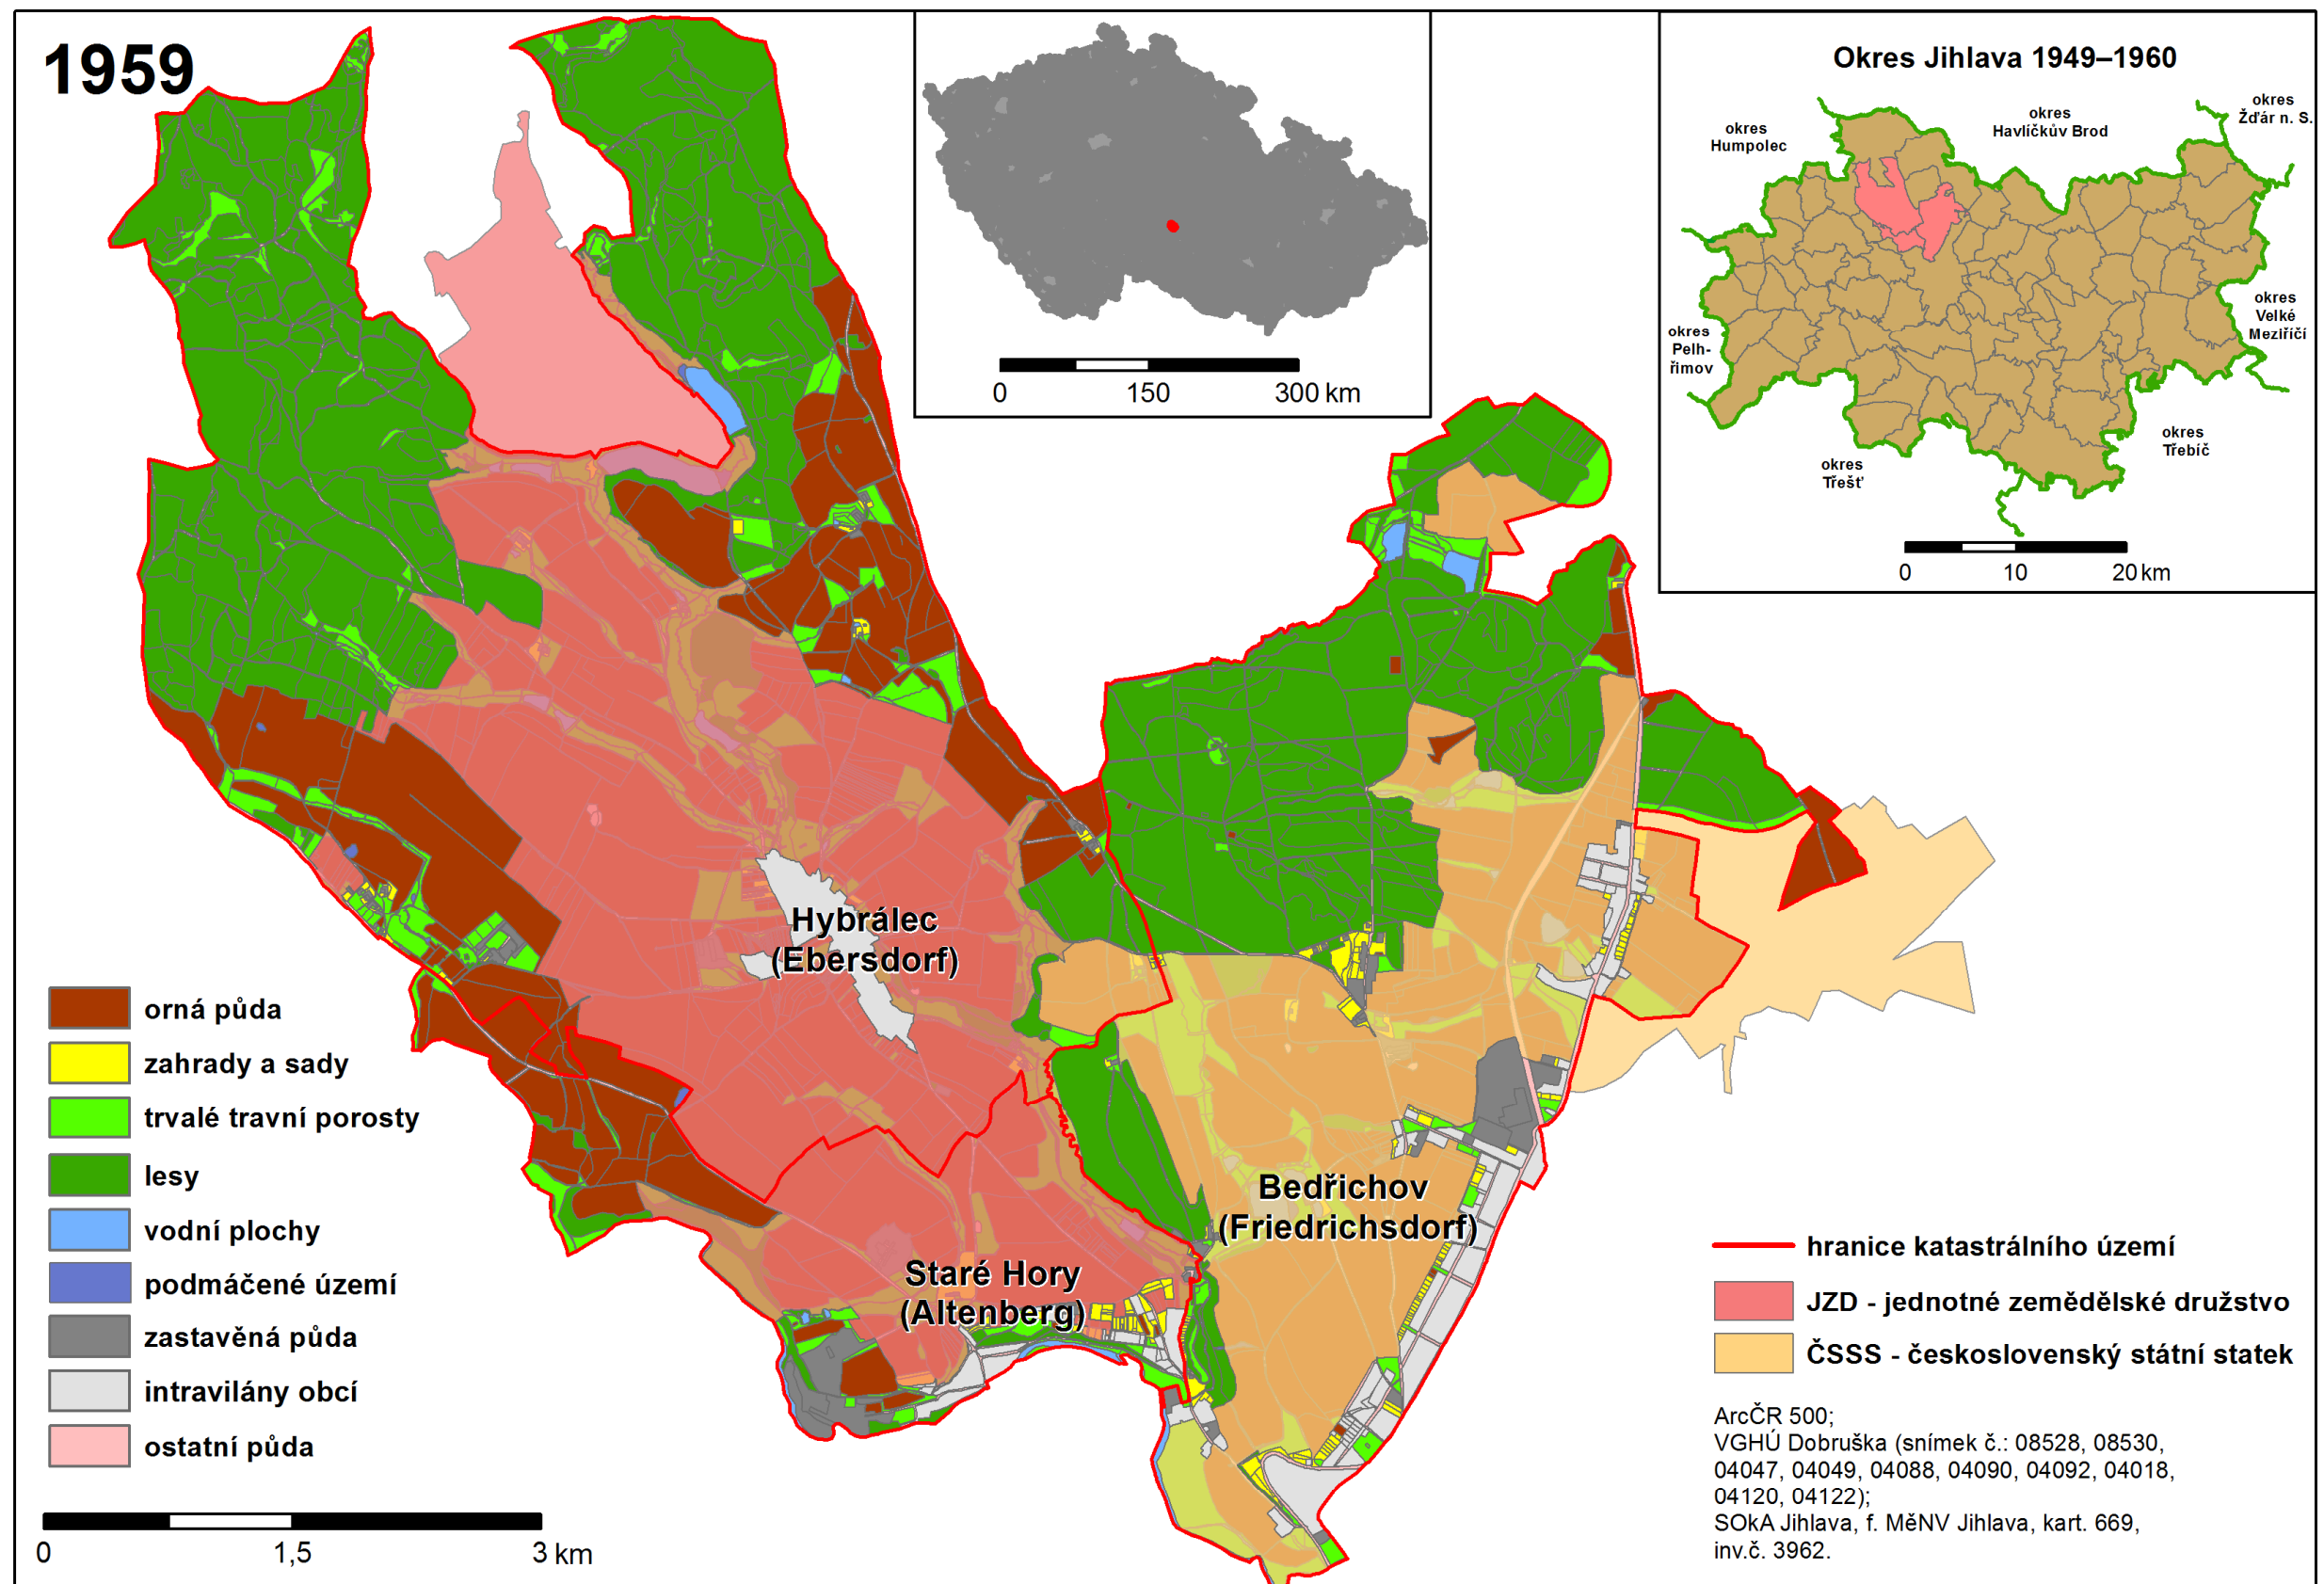 1959
0 150 300 km
Okres Jihlava 1949–1960
okres
Humpolec
okres
Havlíčkův Brod
okres
Žďár n. S.
okres
Velké
Meziříčí
okres
Pelh-
řimov
okres
Třebíč
okres
Třešť
0 10 20 km
Hybrálec
(Ebersdorf)
Bedřichov
(Friedrichsdorf)
Staré Hory
(Altenberg)
orná půda
zahrady a sady
trvalé travní porosty
lesy
vodní plochy
podmáčené území
zastavěná půda
intravilány obcí
ostatní půda
0 1,5 3 km
hranice katastrálního území
JZD - jednotné zemědělské družstvo
ČSSS - československý státní statek
ArcČR 500;
VGHÚ Dobruška (snímek č.: 08528, 08530,
04047, 04049, 04088, 04090, 04092, 04018,
04120, 04122);
SOkA Jihlava, f. MěNV Jihlava, kart. 669,
inv.č. 3962.